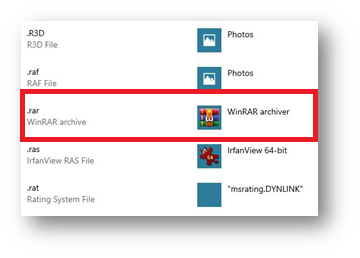 .R3D
R3D File
Photos
.raf
RAF File
Photos
.rar
WinRAR archive
WinRAR archiver
.ras
IrfanView RAS File
IrfanView 64-bit
.rat
Rating System File
"msrating.DYNLINK"